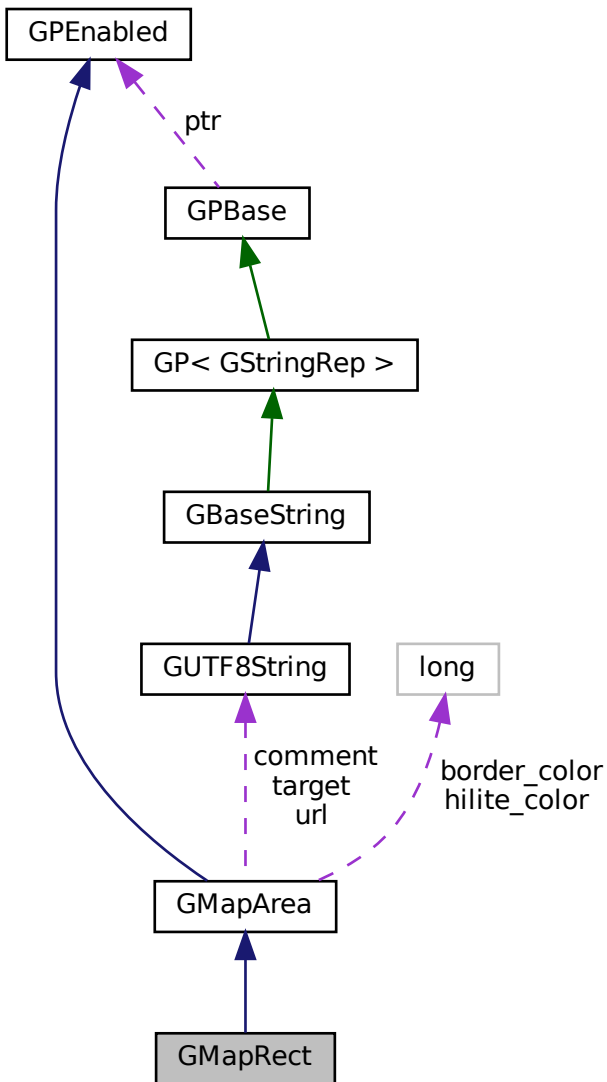 GPEnabled
ptr
GPBase
GP< GStringRep >
GBaseString
GUTF8String
long
comment
target
url
border_color
hilite_color
GMapArea
GMapRect